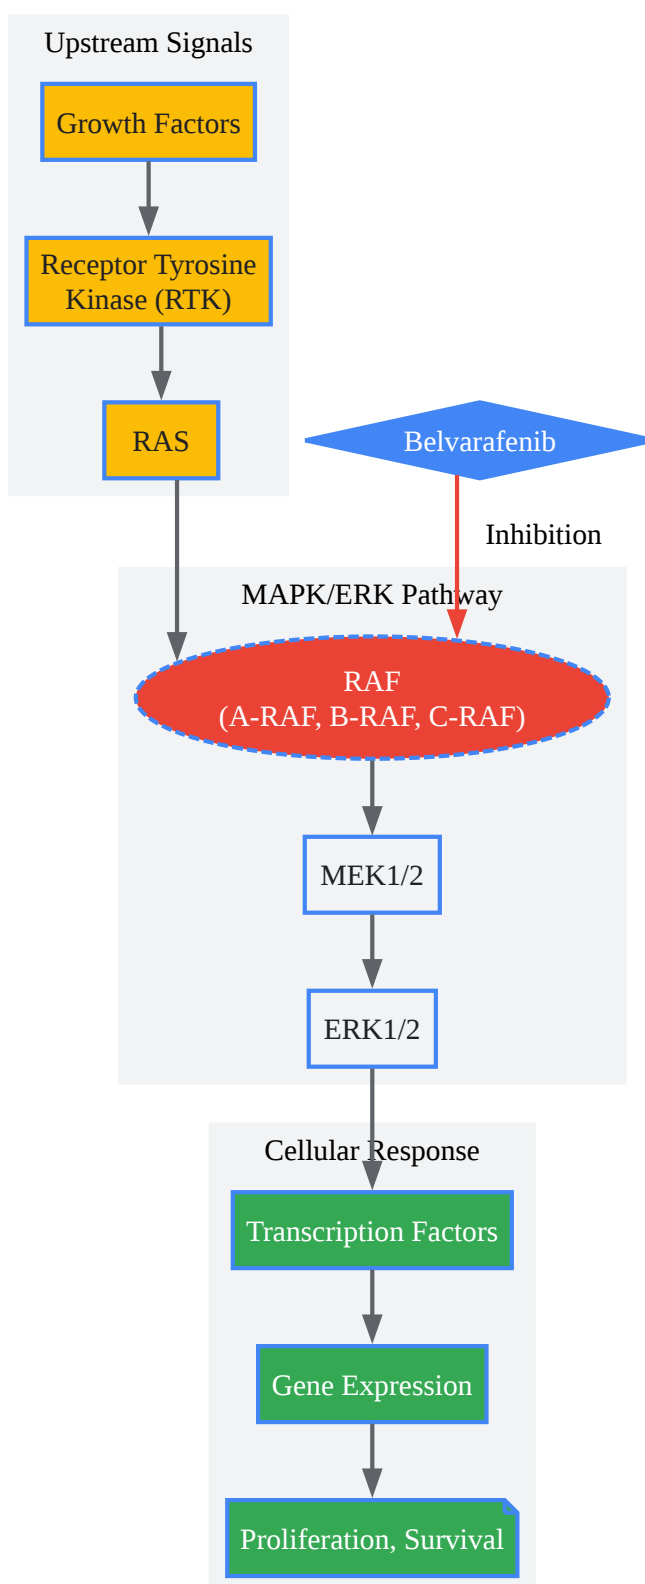 Upstream Signals
Growth Factors
Receptor Tyrosine
Kinase (RTK)
RAS
Belvarafenib
Inhibition
MAPK/ERK Pathway
RAF
(A-RAF, B-RAF, C-RAF)
MEK1/2
ERK1/2
Cellular Response
Transcription Factors
Gene Expression
Proliferation, Survival